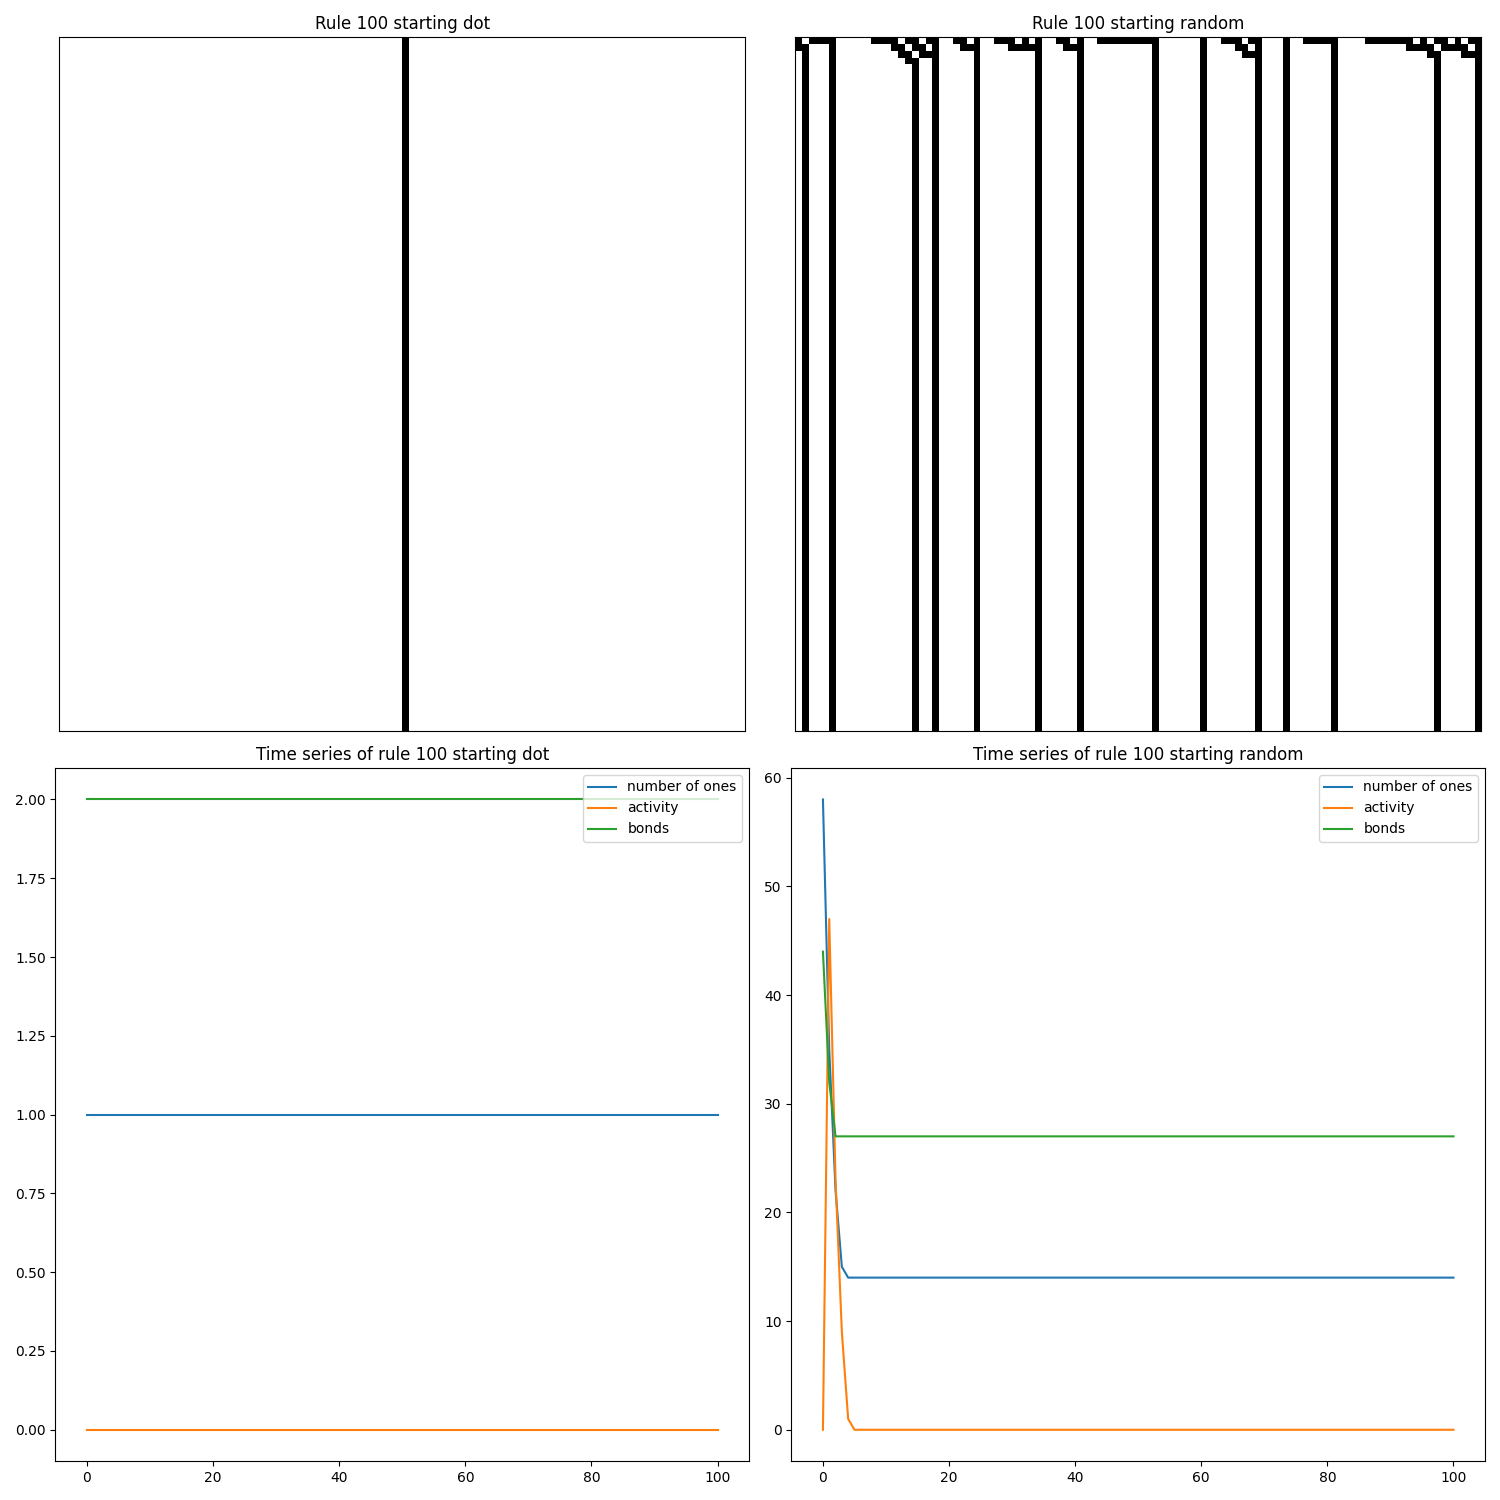 Rule 100 starting dot
Rule 100 starting random
Time series of rule 100 starting dot
2.00
1.75
1.50
1.25
1.00
0.75
0.50
0.25
0.00
0
20
40
60
80
100
number of ones
activity
bonds
Time series of rule 100 starting random
60
50
40
30
20
10
0
0
20
40
60
80
100
number of ones
activity
bonds